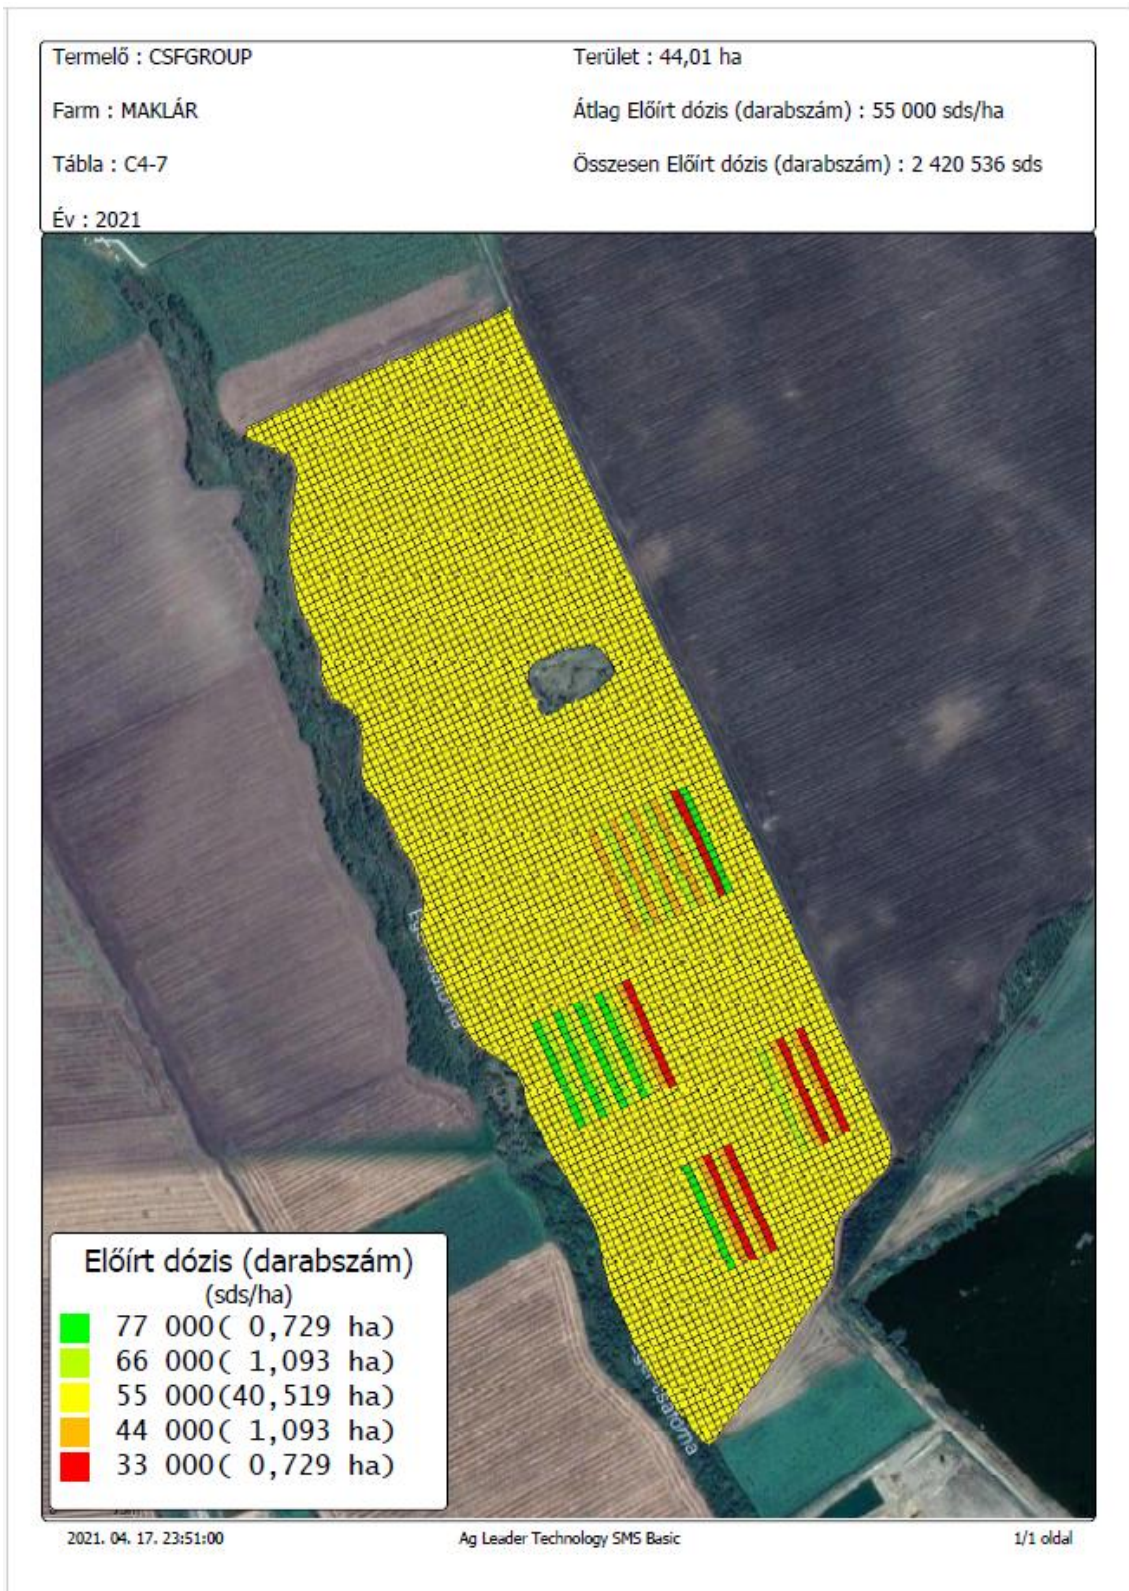 Termelő : CSFGROUP
Terület : 44,01 ha
Farm : MAKLÁR
Átlag Előírt dózis (darabszám) : 55 000 sds/ha
Tábla : C4-7
Összesen Előírt dózis (darabszám) : 2 420 536 sds
Év : 2021
Előírt dózis (darabszám)
(sds/ha)
77 000( 0,729 ha)
66 000( 1,093 ha)
55 000(40,519 ha)
44 000( 1,093 ha)
33 000( 0,729 ha)
2021. 04. 17. 23:51:00
Ag Leader Technology SMS Basic
1/1 oldal